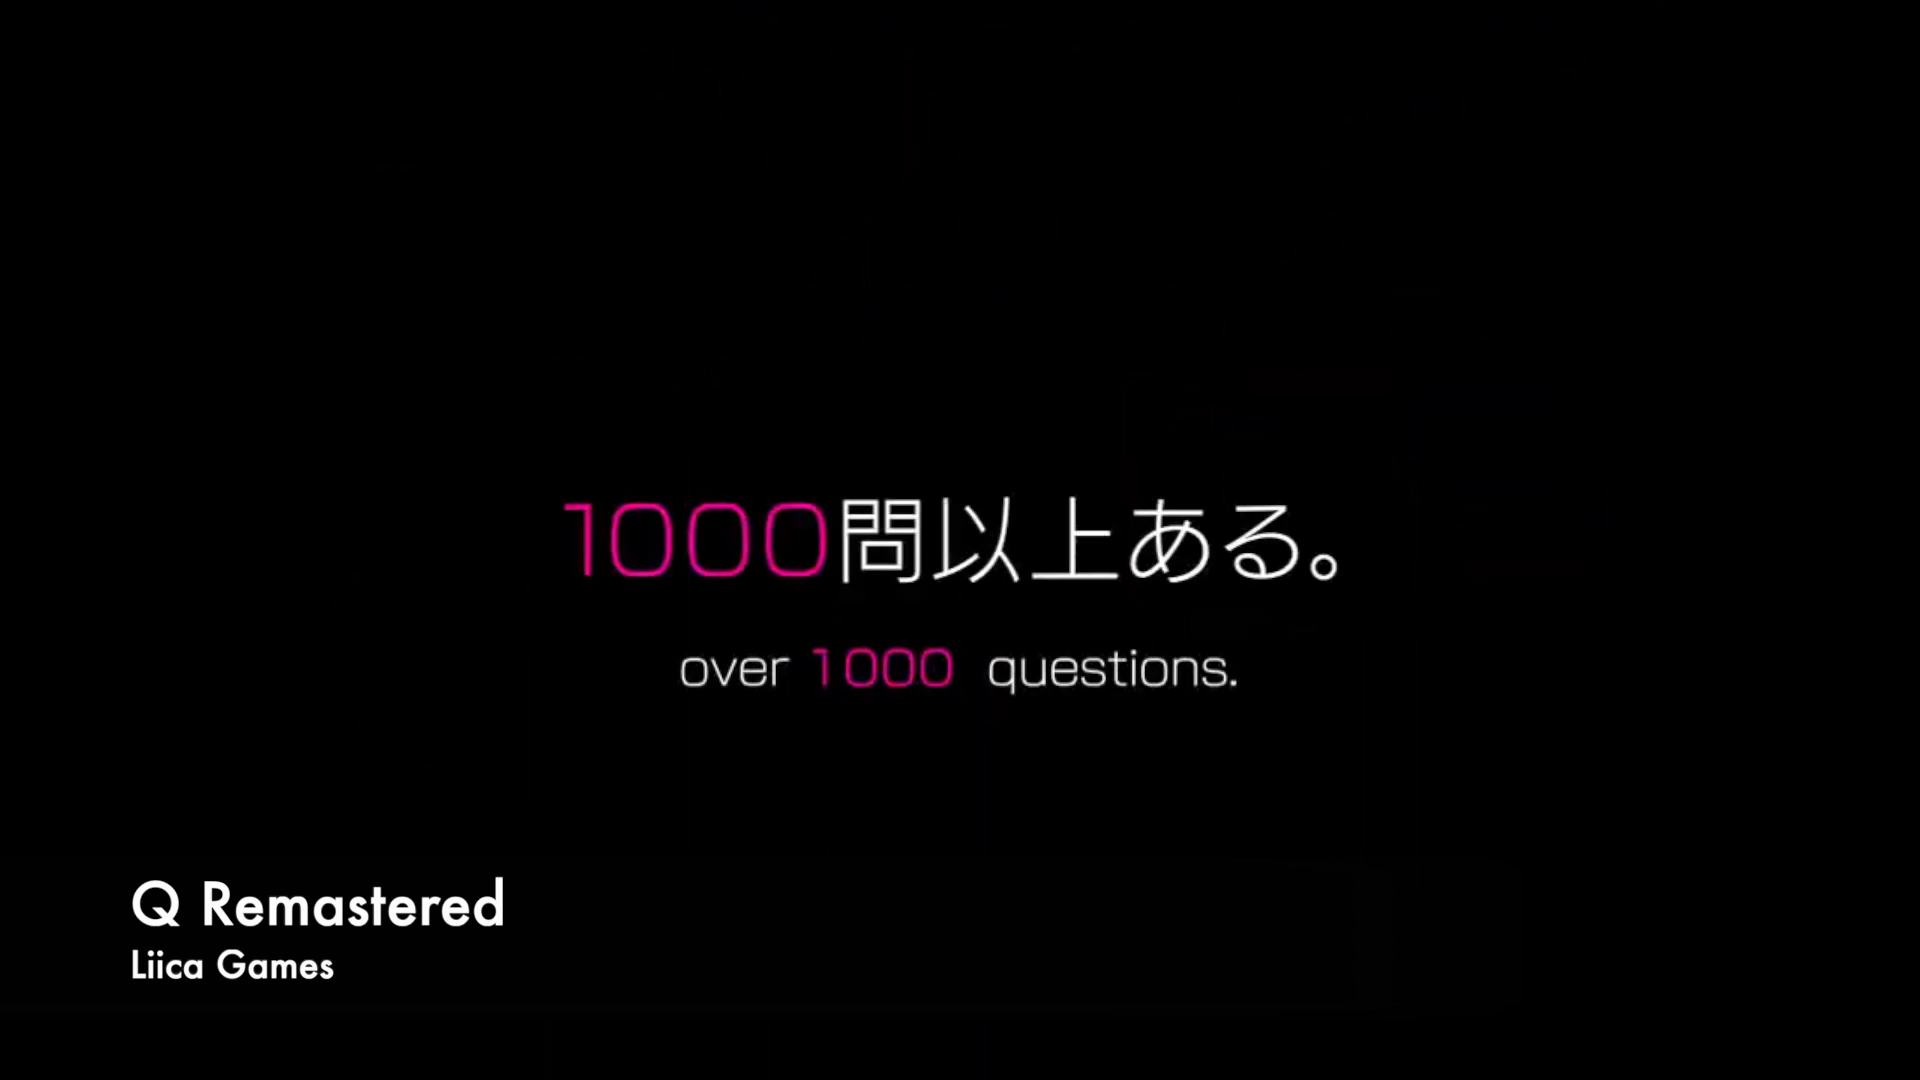 1000問以上ある。
over 1000 questions.
Q Remastered
Liica Games